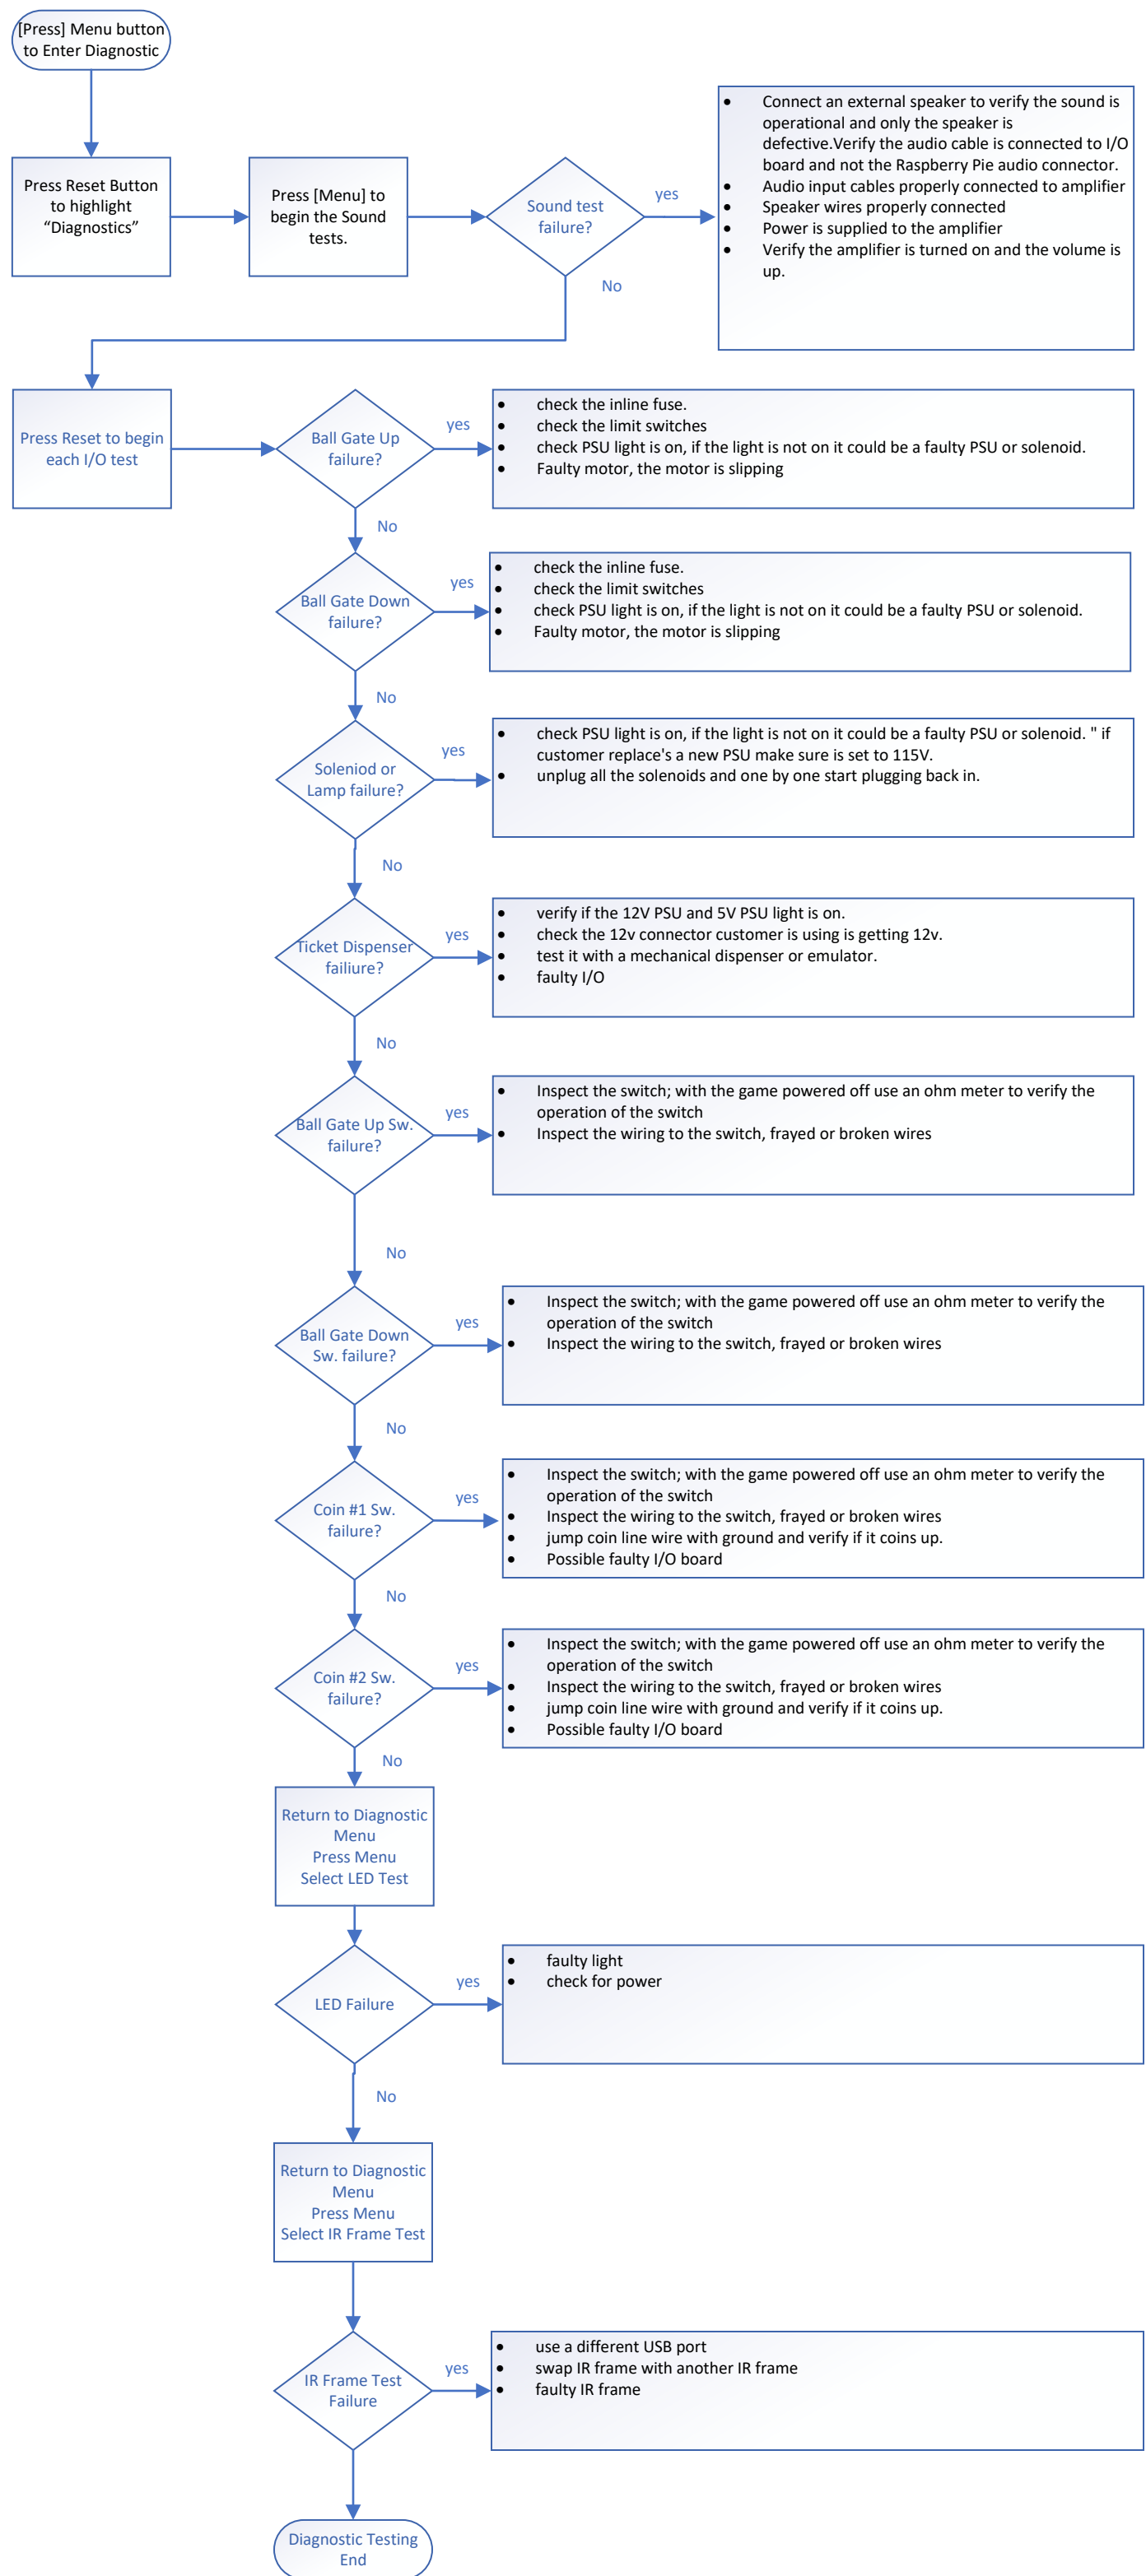 [Press] Menu button
to Enter Diagnostic
Press Reset Button
to highlight
“Diagnostics”
Press [Menu] to
begin the Sound
tests.
Sound test
failure?
yes
• Connect an external speaker to verify the sound is
operational and only the speaker is
defective.Verify the audio cable is connected to I/O
board and not the Raspberry Pie audio connector.
• Audio input cables properly connected to amplifier
• Speaker wires properly connected
• Power is supplied to the amplifier
• Verify the amplifier is turned on and the volume is
up.
No
Press Reset to begin
each I/O test
Ball Gate Up
failure?
yes
• check the inline fuse.
• check the limit switches
• check PSU light is on, if the light is not on it could be a faulty PSU or solenoid.
• Faulty motor, the motor is slipping
No
Ball Gate Down
failure?
yes
• check the inline fuse.
• check the limit switches
• check PSU light is on, if the light is not on it could be a faulty PSU or solenoid.
• Faulty motor, the motor is slipping
No
Soleniod or
Lamp failure?
yes
• check PSU light is on, if the light is not on it could be a faulty PSU or solenoid. " if
customer replace's a new PSU make sure is set to 115V.
• unplug all the solenoids and one by one start plugging back in.
No
Ticket Dispenser
failiure?
yes
• verify if the 12V PSU and 5V PSU light is on.
• check the 12v connector customer is using is getting 12v.
• test it with a mechanical dispenser or emulator.
• faulty I/O
No
Ball Gate Up Sw.
failure?
yes
• Inspect the switch; with the game powered off use an ohm meter to verify the
operation of the switch
• Inspect the wiring to the switch, frayed or broken wires
No
Ball Gate Down
Sw. failure?
yes
• Inspect the switch; with the game powered off use an ohm meter to verify the
operation of the switch
• Inspect the wiring to the switch, frayed or broken wires
No
Coin #1 Sw.
failure?
yes
• Inspect the switch; with the game powered off use an ohm meter to verify the
operation of the switch
• Inspect the wiring to the switch, frayed or broken wires
• jump coin line wire with ground and verify if it coins up.
• Possible faulty I/O board
No
Coin #2 Sw.
failure?
yes
• Inspect the switch; with the game powered off use an ohm meter to verify the
operation of the switch
• Inspect the wiring to the switch, frayed or broken wires
• jump coin line wire with ground and verify if it coins up.
• Possible faulty I/O board
No
Return to Diagnostic
Menu
Press Menu
Select LED Test
LED Failure
yes
• faulty light
• check for power
No
Return to Diagnostic
Menu
Press Menu
Select IR Frame Test
IR Frame Test
Failure
yes
• use a different USB port
• swap IR frame with another IR frame
• faulty IR frame
Diagnostic Testing
End